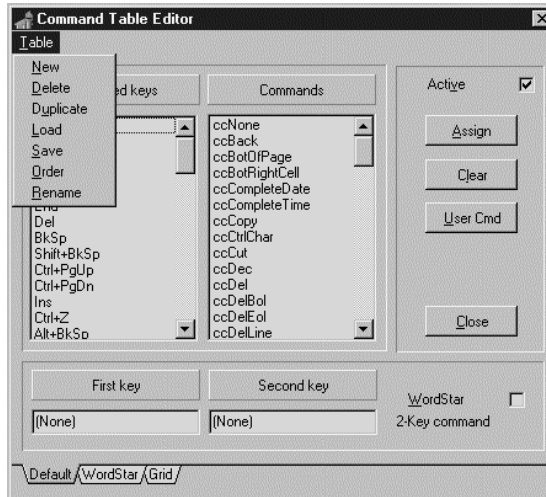 Command Table Editor
Table
New
Delete
Duplicate
Load
Save
Order
Rename
ed keys
Commands
End
Del
BkSp
Shift+BkSp
Ctrl+PgUp
Ctrl+PgDn
Ins
Ctrl+Z
Alt+BkSp
ccNone
ccBack
ccBotOfPage
ccBotRightCell
ccCompleteDate
ccCompleteTime
ccCopy
ccCtrlChar
ccCut
ccDec
ccDel
ccDelBol
ccDelEol
ccDelLine
Active
Assign
Clear
User Cmd
Close
First key
Second key
(None)
(None)
WordStar
2-Key command
Default WordStar Grid